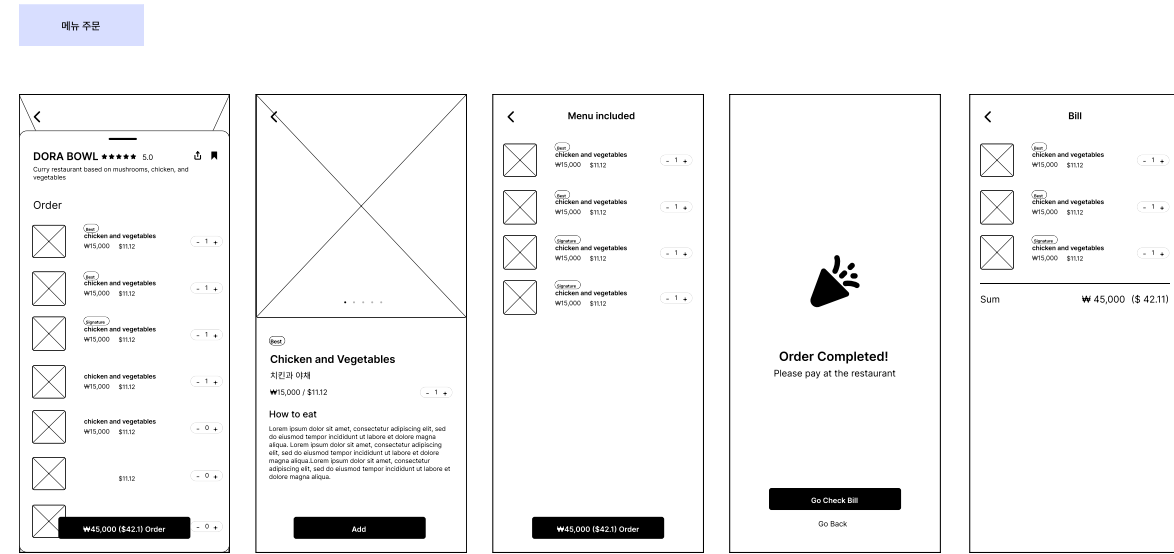 메뉴 주문
DORA BOWL ★★★★★ 5.0
Curry restaurant based on mushrooms, chicken, and
vegetables
Order
Best
chicken and vegetables
₩15,000 $11.12
- 1 +
Best
chicken and vegetables
₩15,000 $11.12
- 1 +
Signature
chicken and vegetables
₩15,000 $11.12
- 1 +
chicken and vegetables
₩15,000 $11.12
- 1 +
chicken and vegetables
₩15,000 $11.12
- 0 +
$11.12
- 0 +
- 0 +
₩45,000 ($42.1) Order
Best
Chicken and Vegetables
치킨과 야채
₩15,000 / $11.12
- 1 +
How to eat
Lorem ipsum dolor sit amet, consectetur adipiscing elit, sed
do eiusmod tempor incididunt ut labore et dolore magna
aliqua. Lorem ipsum dolor sit amet, consectetur adipiscing
elit, sed do eiusmod tempor incididunt ut labore et dolore
magna aliqua.Lorem ipsum dolor sit amet, consectetur
adipiscing elit, sed do eiusmod tempor incididunt ut labore et
dolore magna aliqua.
Add
Menu included
Best
chicken and vegetables
₩15,000 $11.12
- 1 +
Best
chicken and vegetables
₩15,000 $11.12
- 1 +
Signature
chicken and vegetables
₩15,000 $11.12
- 1 +
Signature
chicken and vegetables
₩15,000 $11.12
- 1 +
₩45,000 ($42.1) Order
Order Completed!
Please pay at the restaurant
Go Check Bill
Go Back
Bill
Best
chicken and vegetables
₩15,000 $11.12
- 1 +
Best
chicken and vegetables
₩15,000 $11.12
- 1 +
Signature
chicken and vegetables
₩15,000 $11.12
- 1 +
Sum ₩ 45,000 ($ 42.11)